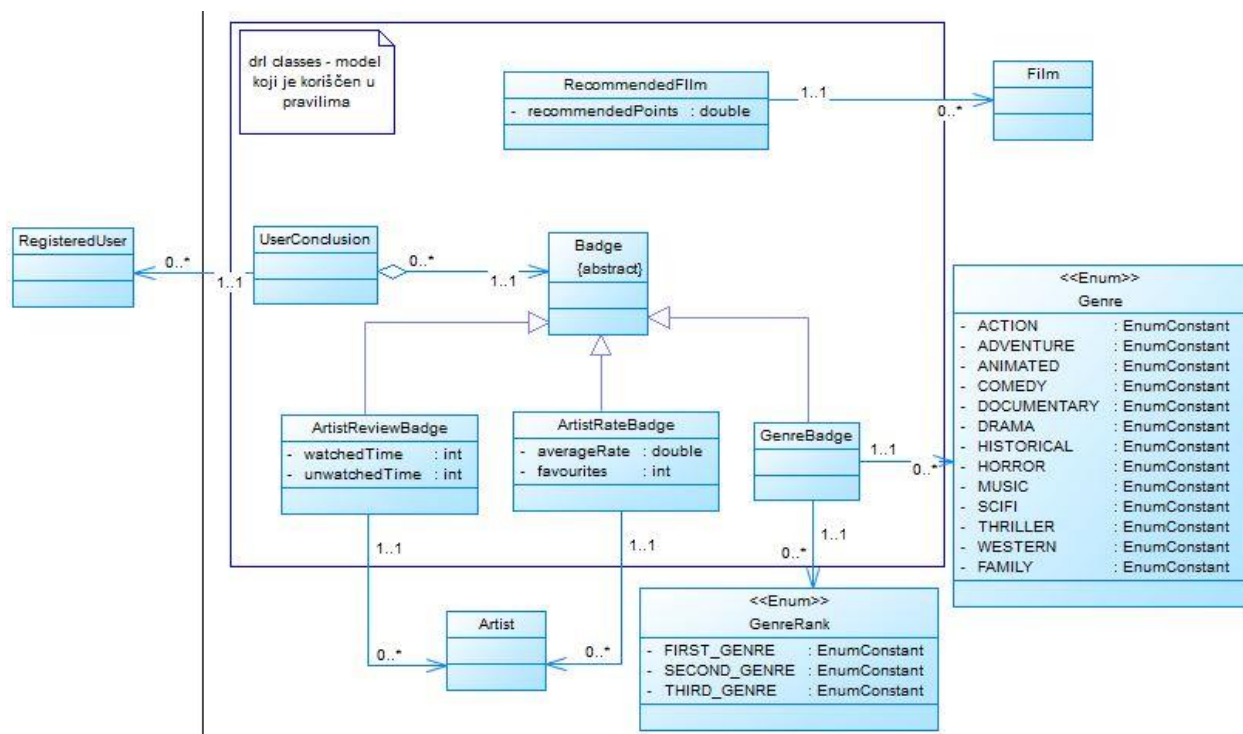 drl classes - model
koji je koriščen u
pravilima
RecommendedFIlm
- recommendedPoints : double
1..1
0..*
Film
RegisteredUser
0..*
1..1
UserConclusion
0..*
1..1
Badge
{abstract}
<<Enum>>
Genre
- ACTION : EnumConstant
- ADVENTURE : EnumConstant
- ANIMATED : EnumConstant
- COMEDY : EnumConstant
- DOCUMENTARY : EnumConstant
- DRAMA : EnumConstant
- HISTORICAL : EnumConstant
- HORROR : EnumConstant
- MUSIC : EnumConstant
- SCIFI : EnumConstant
- THRILLER : EnumConstant
- WESTERN : EnumConstant
- FAMILY : EnumConstant
ArtistReviewBadge
- watchedTime : int
- unwatchedTime : int
ArtistRateBadge
- averageRate : double
- favourites : int
GenreBadge
1..1
0..*
1..1
1..1
1..1
0..*
Artist
0..*
0..*
<<Enum>>
GenreRank
- FIRST_GENRE : EnumConstant
- SECOND_GENRE : EnumConstant
- THIRD_GENRE : EnumConstant